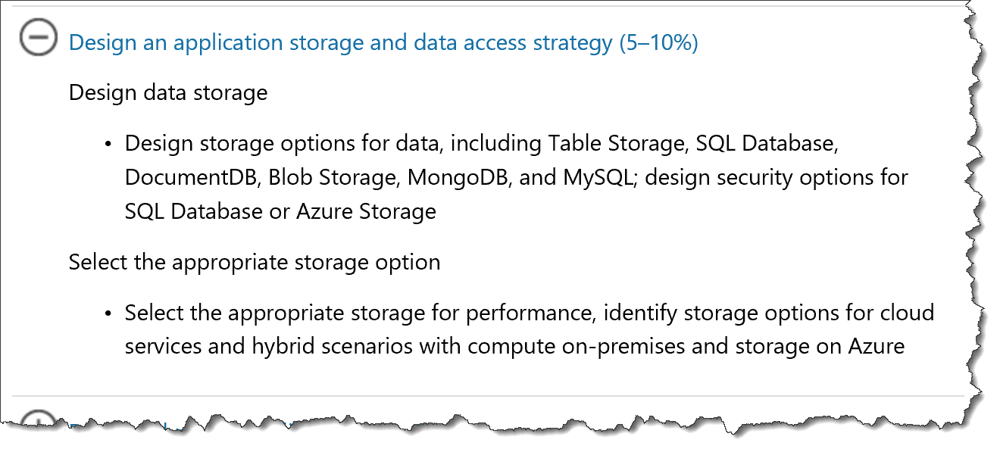 Design an application storage and data access strategy (5–10%)
Design data storage
• Design storage options for data, including Table Storage, SQL Database,
DocumentDB, Blob Storage, MongoDB, and MySQL; design security options for
SQL Database or Azure Storage
Select the appropriate storage option
• Select the appropriate storage for performance, identify storage options for cloud
services and hybrid scenarios with compute on-premises and storage on Azure